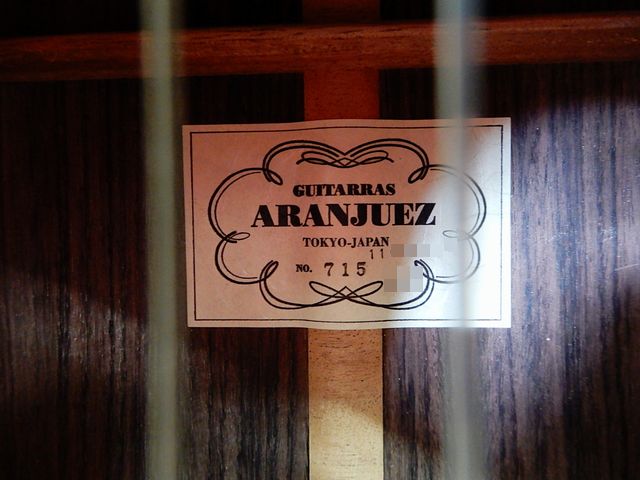 GUITARRAS
ARANJUEZ
TOKYO-JAPAN
11
NO. 715